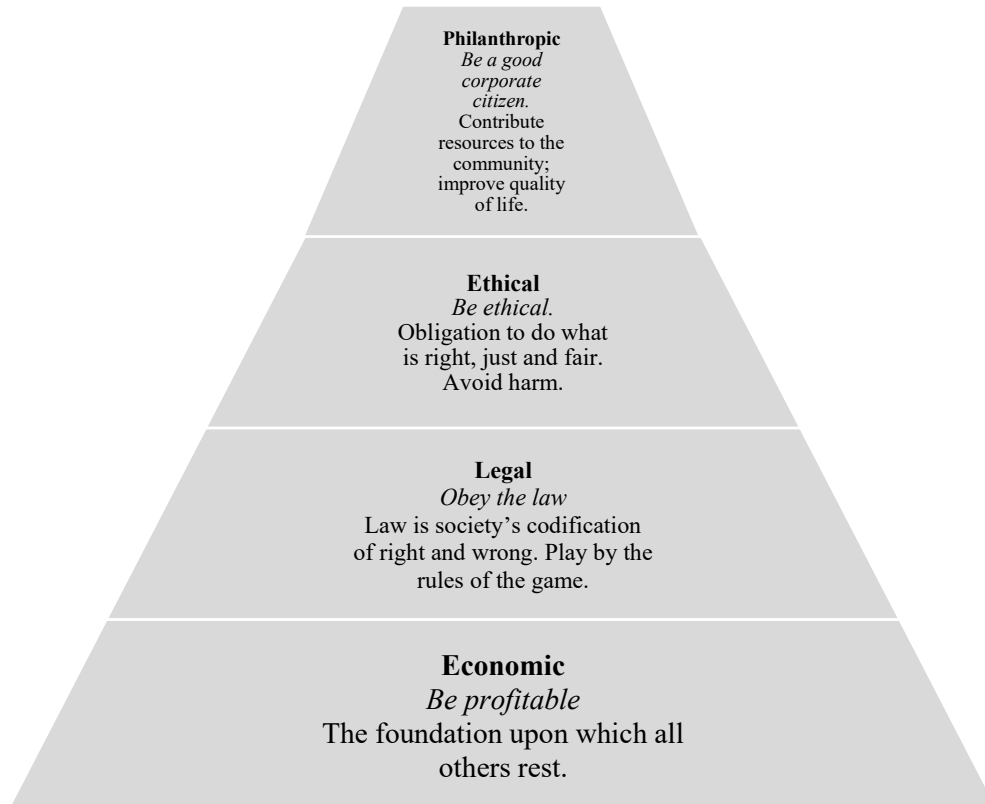 Philanthropic
Be a good
corporate
citizen.
Contribute
resources to the
community;
improve quality
of life.
Ethical
Be ethical.
Obligation to do what
is right, just and fair.
Avoid harm.
Legal
Obey the law
Law is society’s codification
of right and wrong. Play by the
rules of the game.
Economic
Be profitable
The foundation upon which all
others rest.